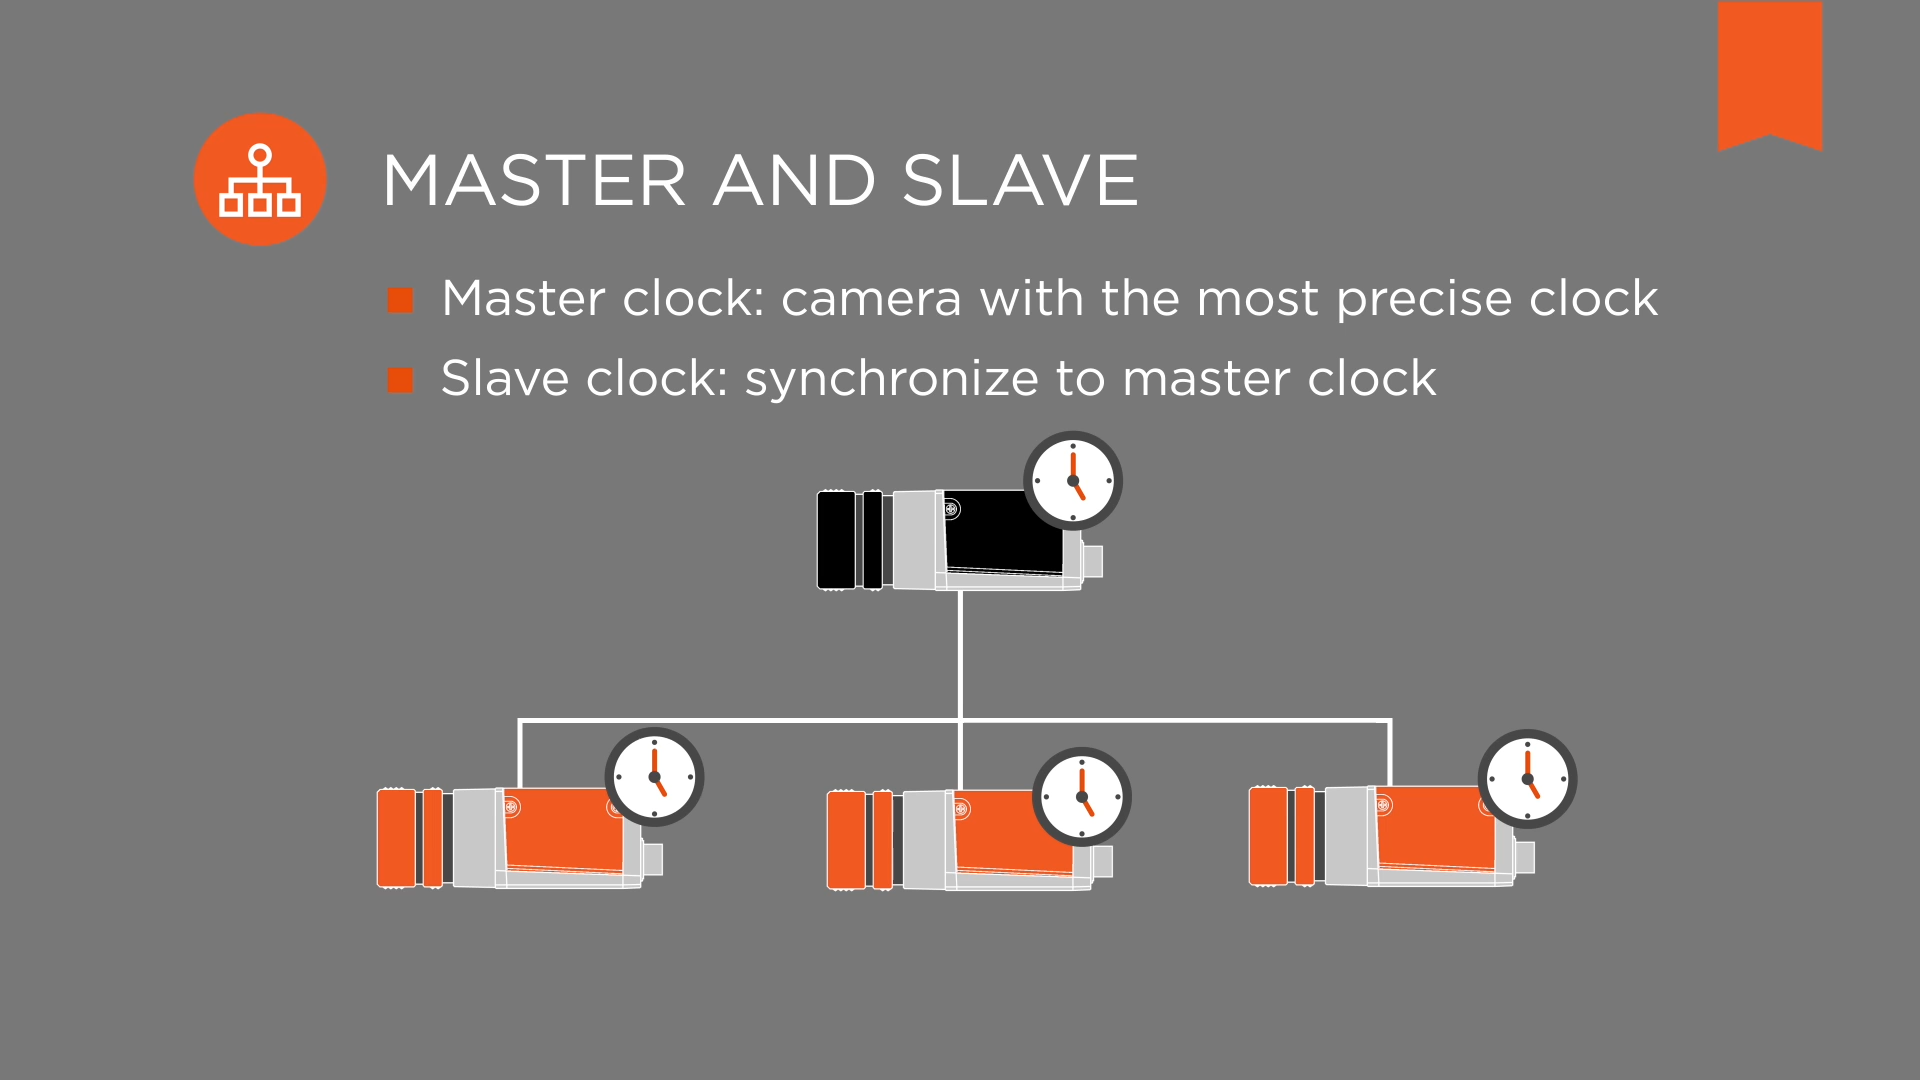 MASTER AND SLAVE
Master clock: camera with the most precise clock
Slave clock: synchronize to master clock